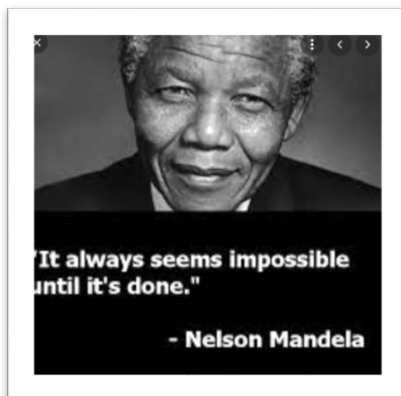 "It always seems impossible
until it's done."
- Nelson Mandela